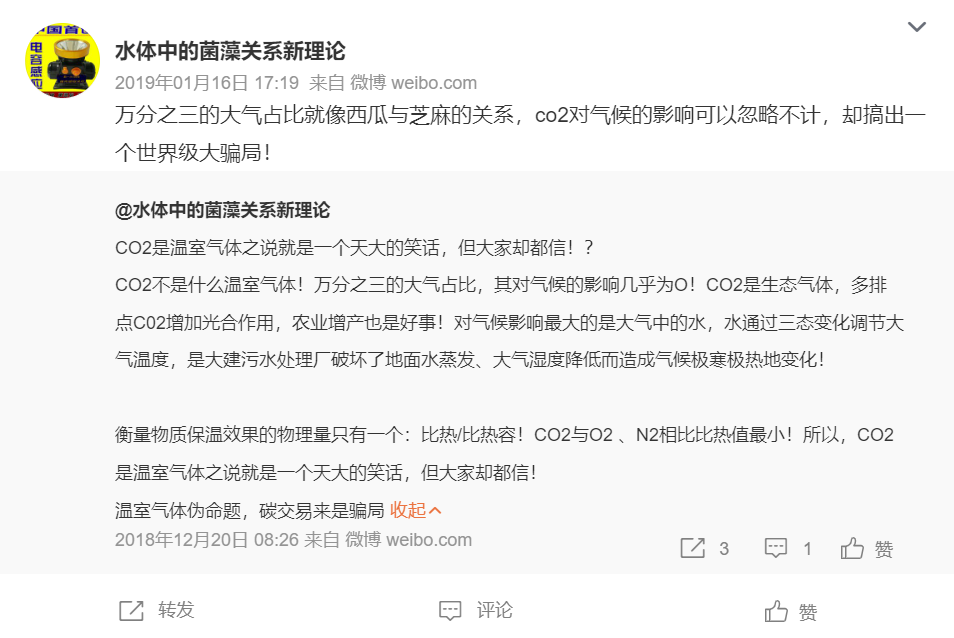 国首
电容感应
水体中的菌藻关系新理论
2019年01月16日 17:19 来自 微博 weibo.com
万分之三的大气占比就像西瓜与芝麻的关系，co2对气候的影响可以忽略不计，却搞出一
个世界级大骗局！
@水体中的菌藻关系新理论
CO2是温室气体之说就是一个天大的笑话，但大家却都信！？
CO2不是什么温室气体！万分之三的大气占比，其对气候的影响几乎为O！CO2是生态气体，多排
点C02增加光合作用，农业增产也是好事！对气候影响最大的是大气中的水，水通过三态变化调节大
气温度，是大建污水处理厂破坏了地面水蒸发、大气湿度降低而造成气候极寒极热地变化！
衡量物质保温效果的物理量只有一个：比热/比热容！CO2与O2 、N2相比比热值最小！所以，CO2
是温室气体之说就是一个天大的笑话，但大家却都信！
温室气体伪命题，碳交易来是骗局 收起
2018年12月20日 08:26 来自 微博 weibo.com
3 1 赞
转发 评论 赞